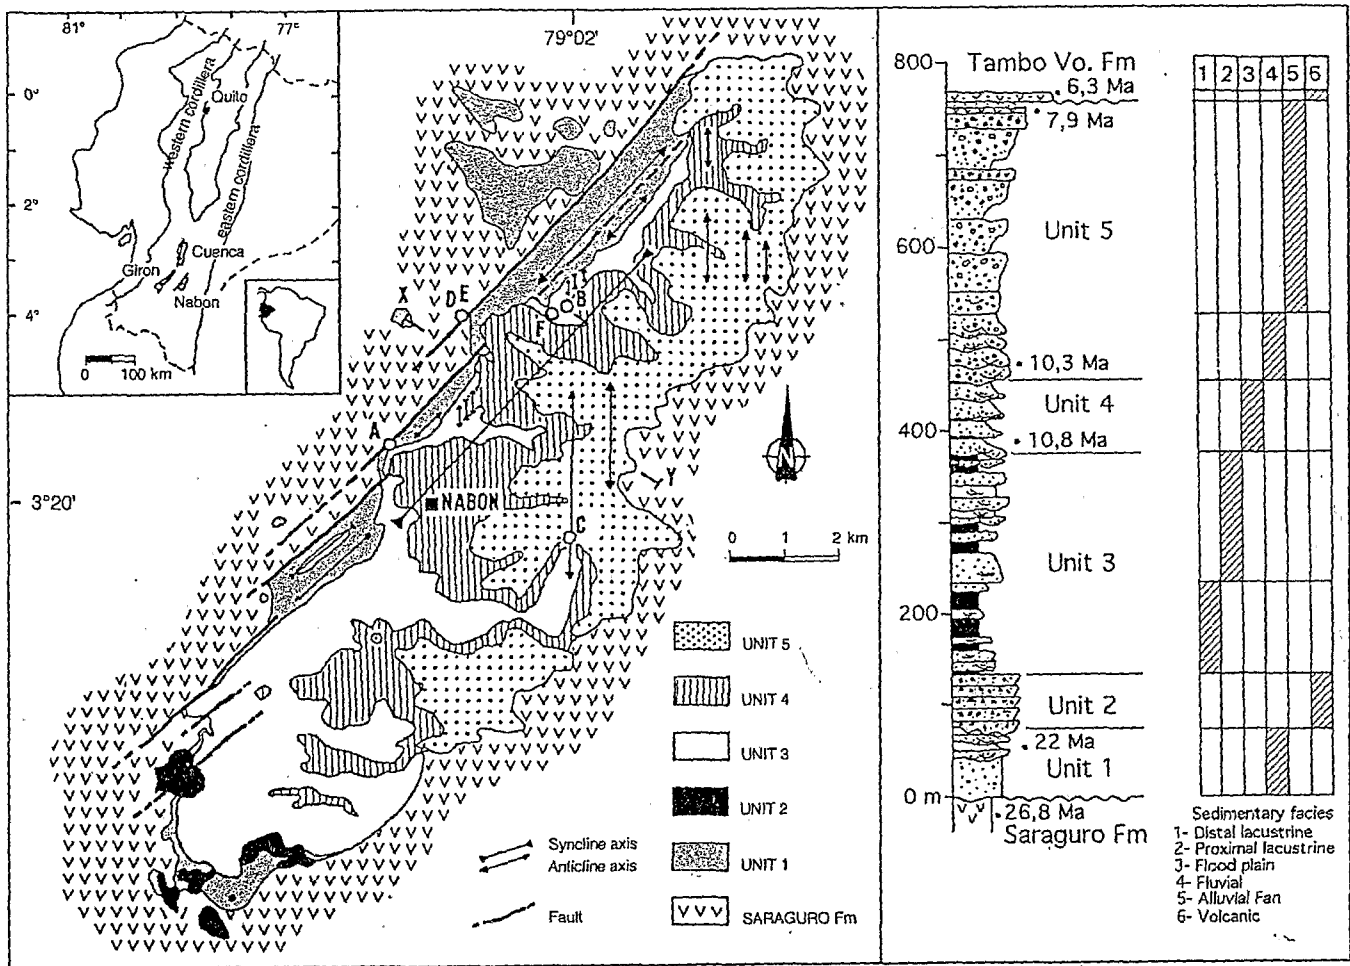 81°
77°
0°
2°
4°
western cordillera
Quito
eastern cordillera
Cuenca
Giron
Nabon
0 100 km
79°02'
3°20'
X
D E
F
B
A
NABON
C
Y
N
0 1 2 km
UNIT 5
UNIT 4
UNIT 3
UNIT 2
UNIT 1
SARAGURO Fm
Syncline axis
Anticline axis
Fault
800
600
400
200
0 m
Tambo Vo. Fm
6,3 Ma
7,9 Ma
Unit 5
10,3 Ma
Unit 4
10,8 Ma
Unit 3
Unit 2
22 Ma
Unit 1
26,8 Ma
Saraguro Fm
1 2 3 4 5 6
Sedimentary facies
1- Distal lacustrine
2- Proximal lacustrine
3- Flood plain
4- Fluvial
5- Alluvial Fan
6- Volcanic